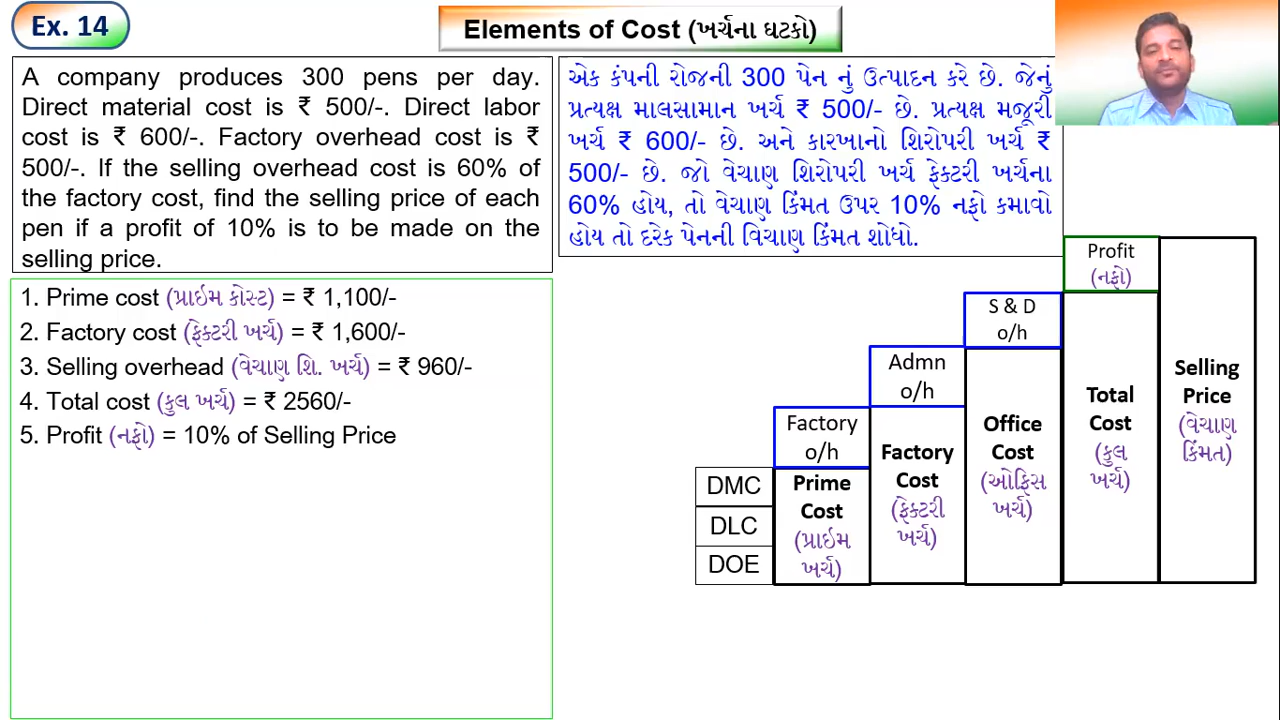 Ex. 14
Elements of Cost (ખર્ચના ઘટકો)
A company produces 300 pens per day.
Direct material cost is ₹ 500/-. Direct labor
cost is ₹ 600/-. Factory overhead cost is ₹
500/-. If the selling overhead cost is 60% of
the factory cost, find the selling price of each
pen if a profit of 10% is to be made on the
selling price.
એક કંપની રોજની 300 પેન નું ઉત્પાદન કરે છે. જેનું
પ્રત્યક્ષ માલસામાન ખર્ચ ₹ 500/- છે. પ્રત્યક્ષ મજૂરી
ખર્ચ ₹ 600/- છે. અને કારખાનો શિરોપરી ખર્ચ ₹
500/- છે. જો વેચાણ શિરોપરી ખર્ચ ફેક્ટરી ખર્ચના
60% હોય, તો વેચાણ કિંમત ઉપર 10% નફો કમાવો
હોય તો દરેક પેનની વિચાણ કિંમત શોધો.
1. Prime cost (પ્રાઇમ કોસ્ટ) = ₹ 1,100/-
2. Factory cost (ફેક્ટરી ખર્ચ) = ₹ 1,600/-
3. Selling overhead (વેચાણ શિ. ખર્ચ) = ₹ 960/-
4. Total cost (કુલ ખર્ચ) = ₹ 2560/-
5. Profit (નફો) = 10% of Selling Price
DMC
DLC
DOE
Factory
o/h
Prime
Cost
(પ્રાઇમ
ખર્ચ)
Admn
o/h
Factory
Cost
(ફેક્ટરી
ખર્ચ)
S & D
o/h
Office
Cost
(ઓફિસ
ખર્ચ)
Profit
(નફો)
Total
Cost
(કુલ
ખર્ચ)
Selling
Price
(વેચાણ
કિંમત)